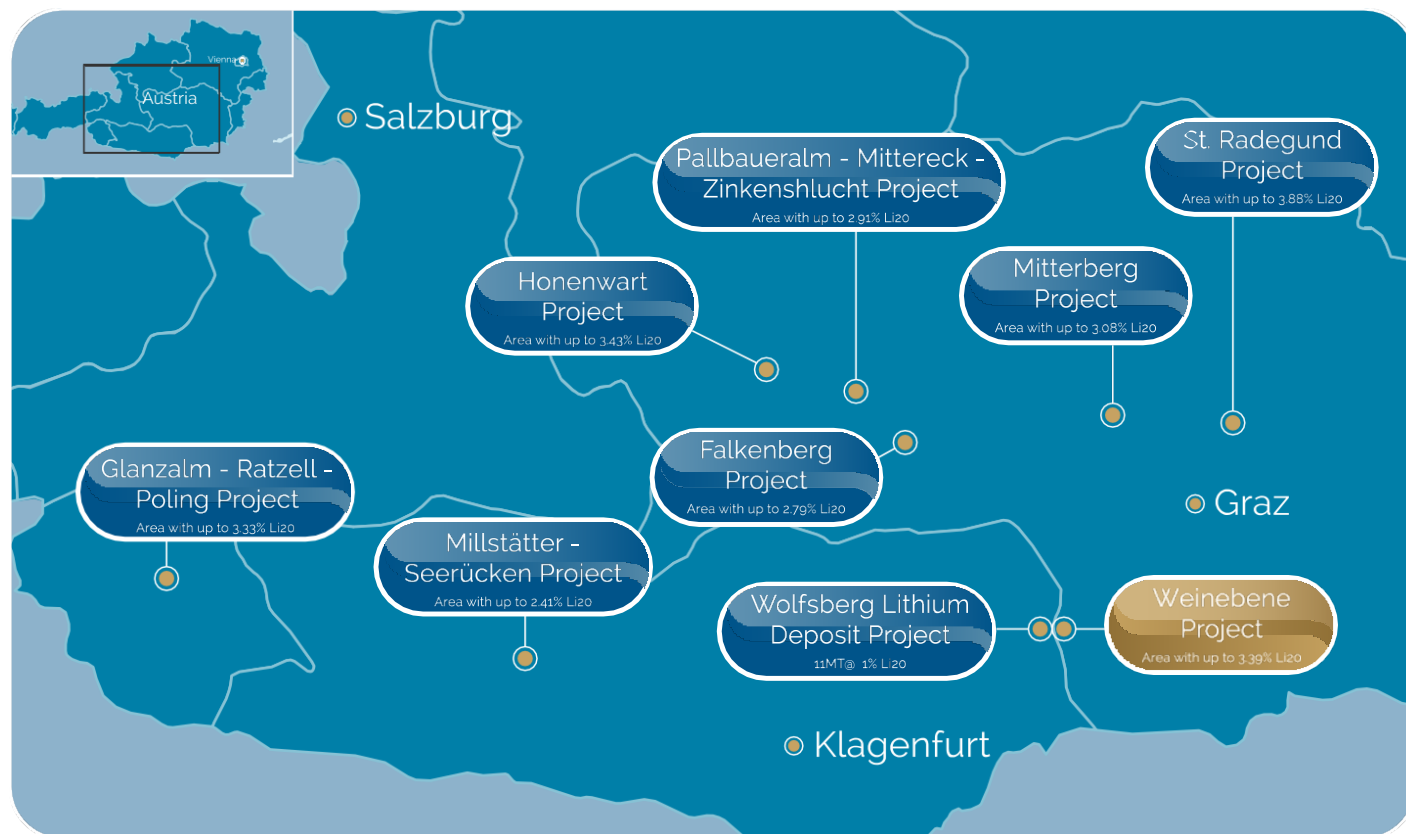 Vienna
Austria
Salzburg
Pallbaueralm - Mittereck -
Zinkenshlucht Project
Area with up to 2.91% Li20
St. Radegund
Project
Area with up to 3.88% Li20
Honenwart
Project
Area with up to 3.43% Li20
Mitterberg
Project
Area with up to 3.08% Li20
Glanzalm - Ratzell -
Poling Project
Area with up to 3.33% Li20
Falkenberg
Project
Area with up to 2.79% Li20
Graz
Millstätter -
Seerücken Project
Area with up to 2.41% Li20
Wolfsberg Lithium
Deposit Project
11MT@ 1% Li20
Weinebene
Project
Area with up to 3.39% Li20
Klagenfurt